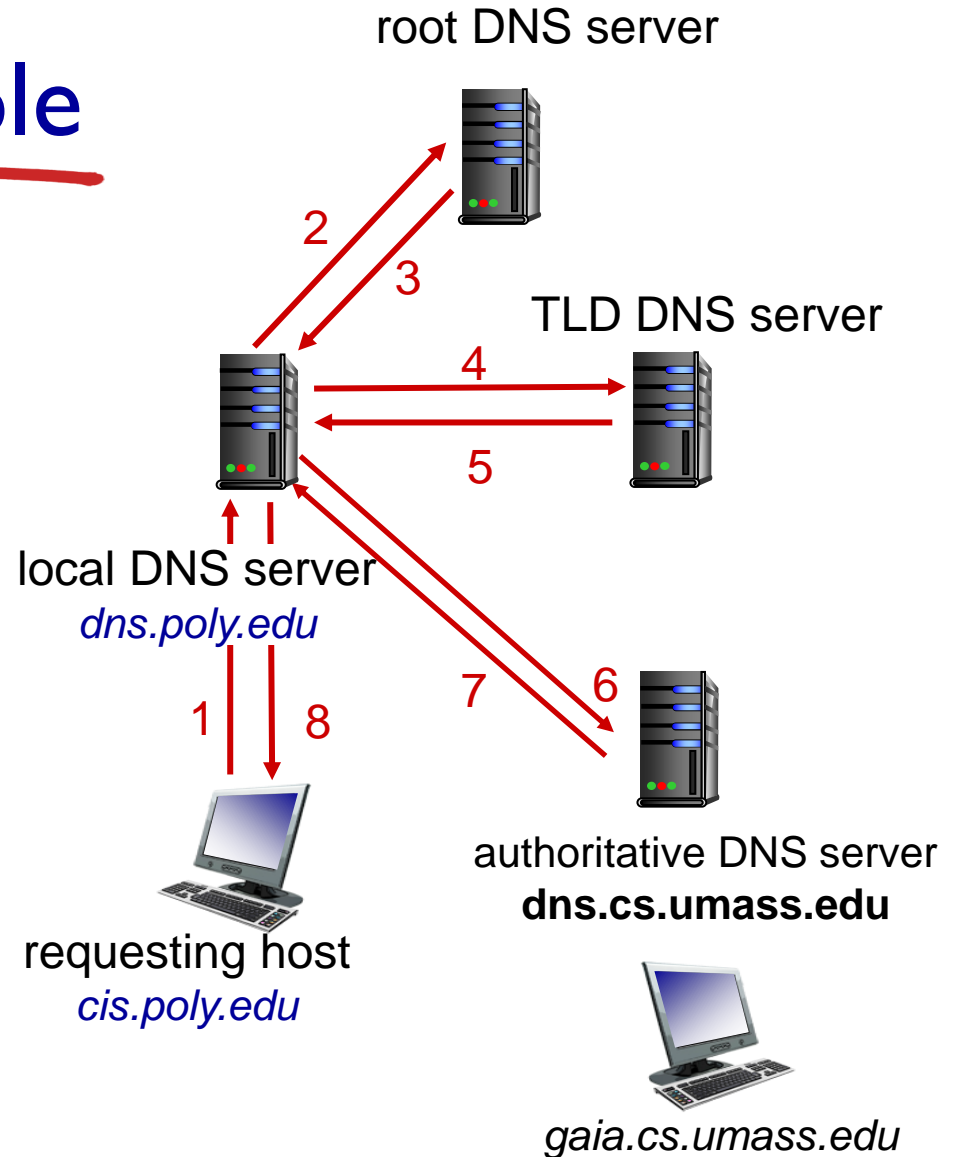 root DNS server
ple
2
3
TLD DNS server
4
5
local DNS server
dns.poly.edu
1
8
7
6
requesting host
cis.poly.edu
authoritative DNS server
dns.cs.umass.edu
gaia.cs.umass.edu